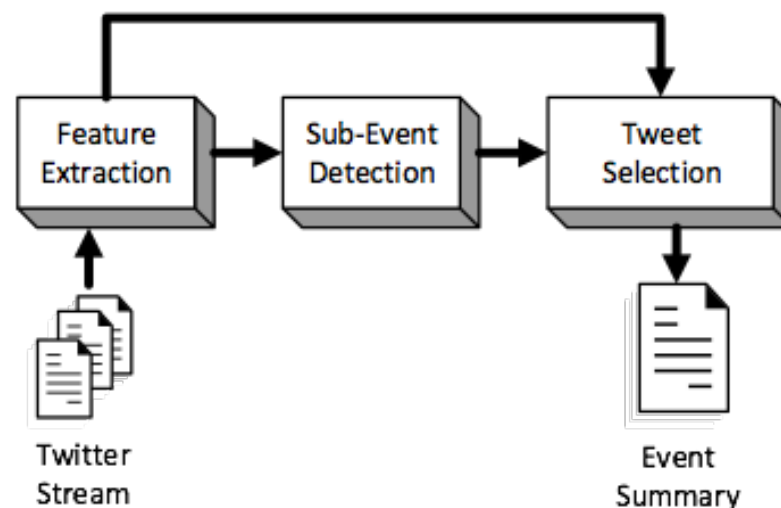 Feature
Extraction
Sub-Event
Detection
Tweet
Selection
Twitter
Stream
Event
Summary